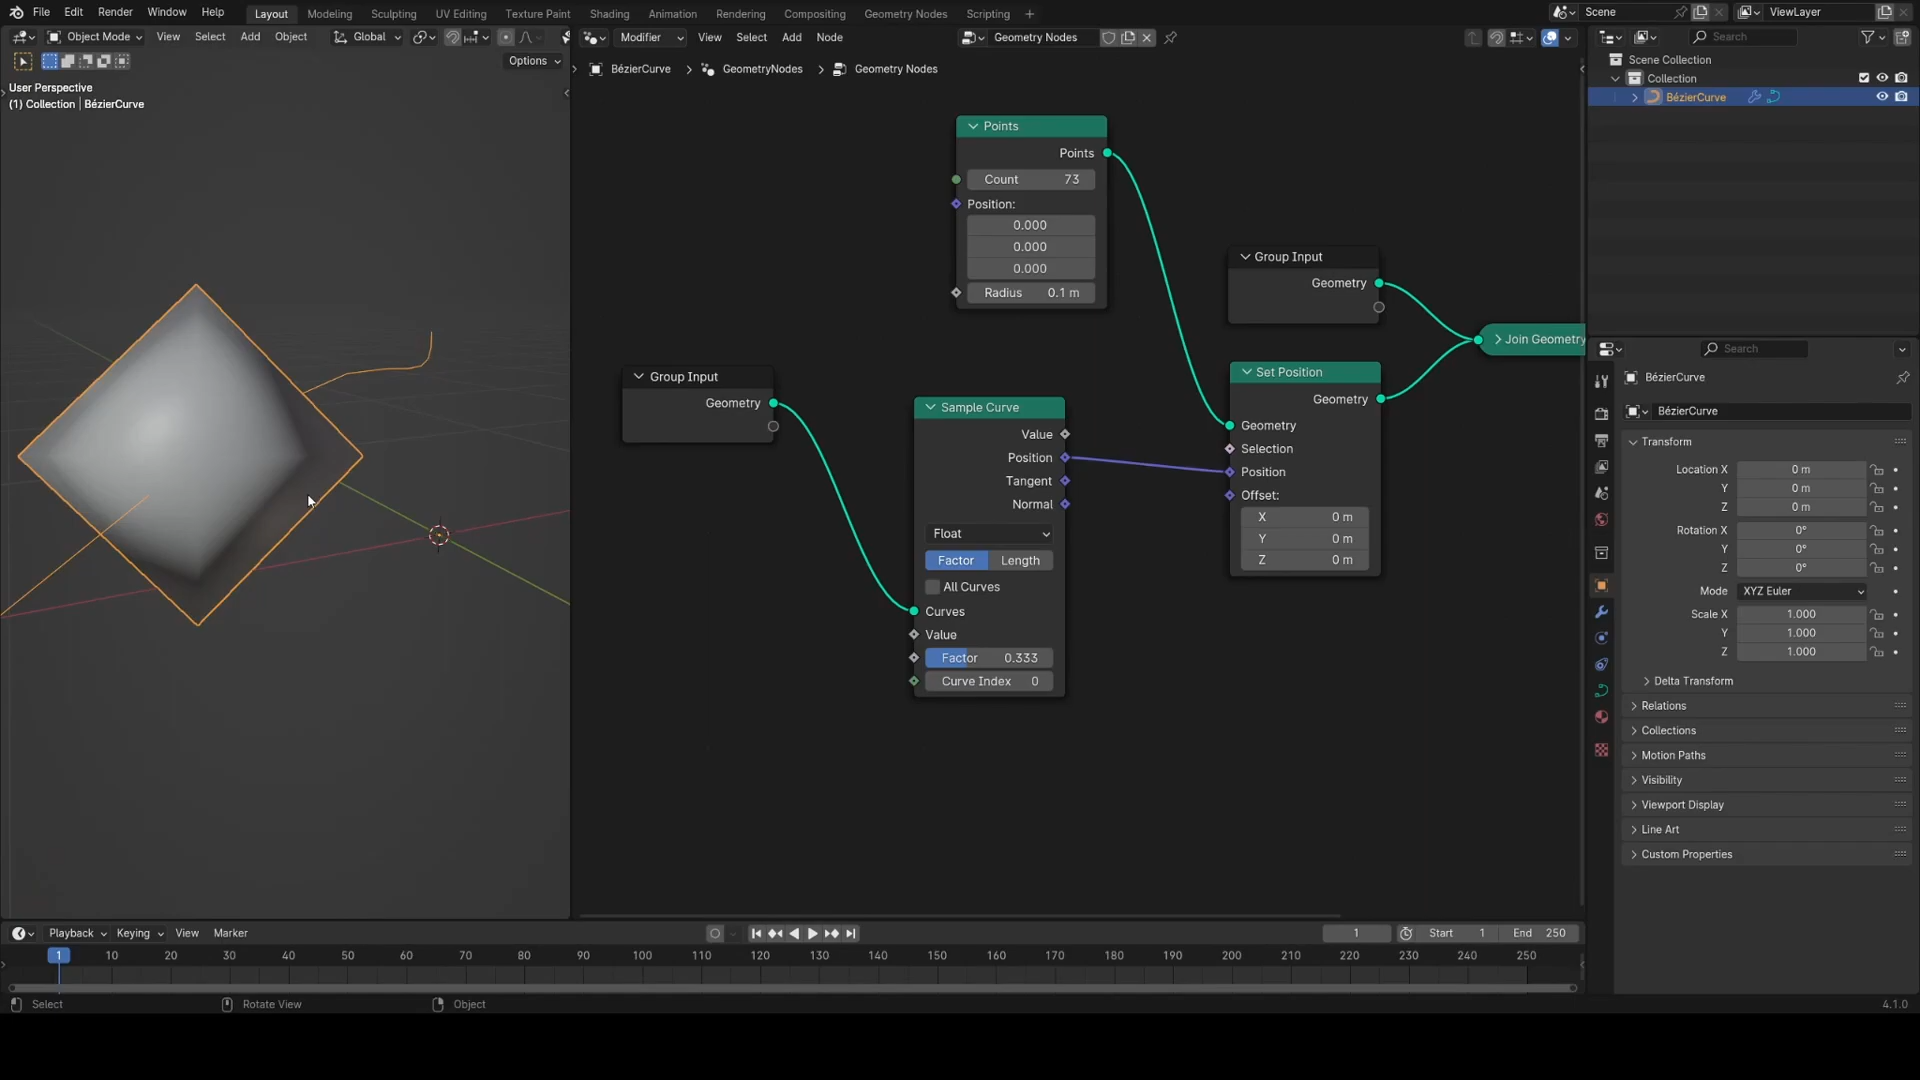 File Edit Render Window Help Layout Modeling Sculpting UV Editing Texture Paint Shading Animation Rendering Compositing Geometry Nodes Scripting + Scene ViewLayer
Object Mode View Select Add Object Global Modifier View Select Add Node Geometry Nodes Search
Options
BézierCurve > GeometryNodes > Geometry Nodes
User Perspective
(1) Collection | BézierCurve
Scene Collection
Collection
BézierCurve
Points
Points
Count 73
Position:
0.000
0.000
0.000
Radius 0.1 m
Group Input
Geometry
Join Geometry
Group Input
Geometry
Set Position
Geometry
Geometry
Selection
Position
Offset:
X 0 m
Y 0 m
Z 0 m
Sample Curve
Value
Position
Tangent
Normal
Float
Factor Length
All Curves
Curves
Value
Factor 0.333
Curve Index 0
Search
BézierCurve
BézierCurve
Transform
Location X 0 m
Y 0 m
Z 0 m
Rotation X 0°
Y 0°
Z 0°
Mode XYZ Euler
Scale X 1.000
Y 1.000
Z 1.000
Delta Transform
Relations
Collections
Motion Paths
Visibility
Viewport Display
Line Art
Custom Properties
Playback Keying View Marker 1 Start 1 End 250
1 10 20 30 40 50 60 70 80 90 100 110 120 130 140 150 160 170 180 190 200 210 220 230 240 250
Select Rotate View Object 4.1.0